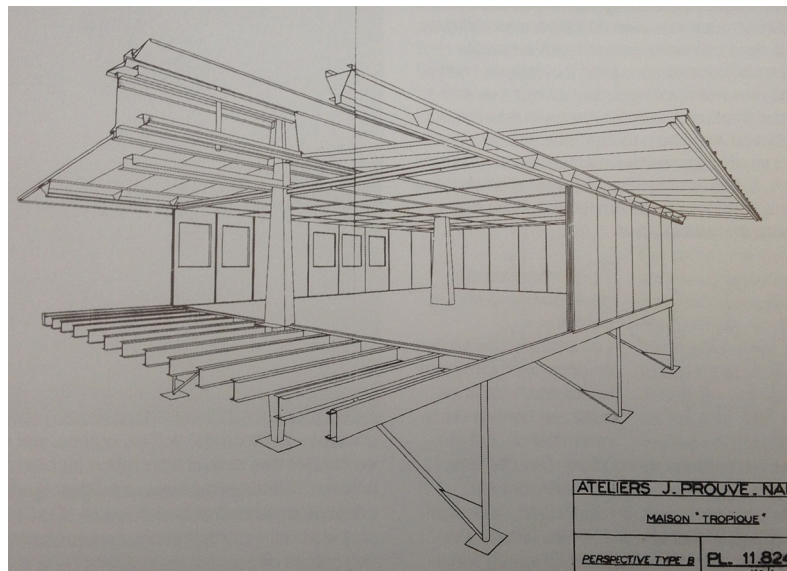 ATELIERS J. PROUVE. NA
MAISON "TROPIQUE"
PERSPECTIVE TYPE B
PL. 11.824